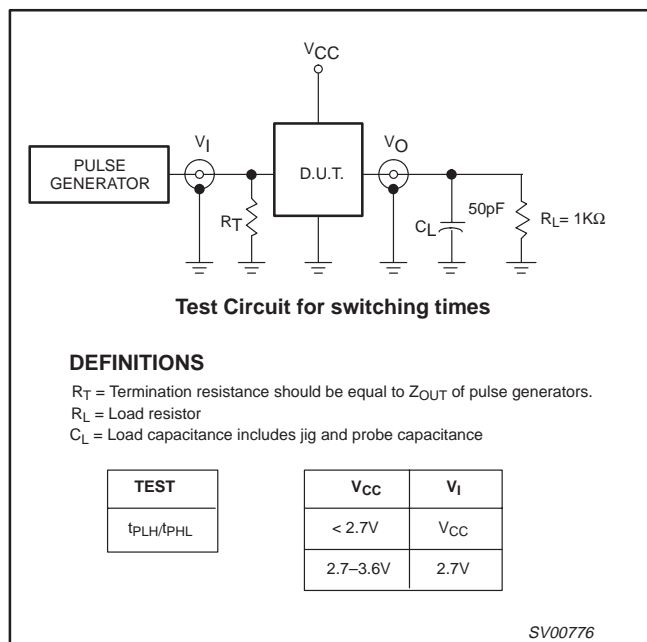 VCC
VI
VO
PULSE
GENERATOR
D.U.T.
RT
50pF
CL
RL= 1KΩ
Test Circuit for switching times
DEFINITIONS
RT = Termination resistance should be equal to ZOUT of pulse generators.
RL = Load resistor
CL = Load capacitance includes jig and probe capacitance
TEST
tPLH/tPHL
VCC VI
< 2.7V VCC
2.7–3.6V 2.7V
SV00776